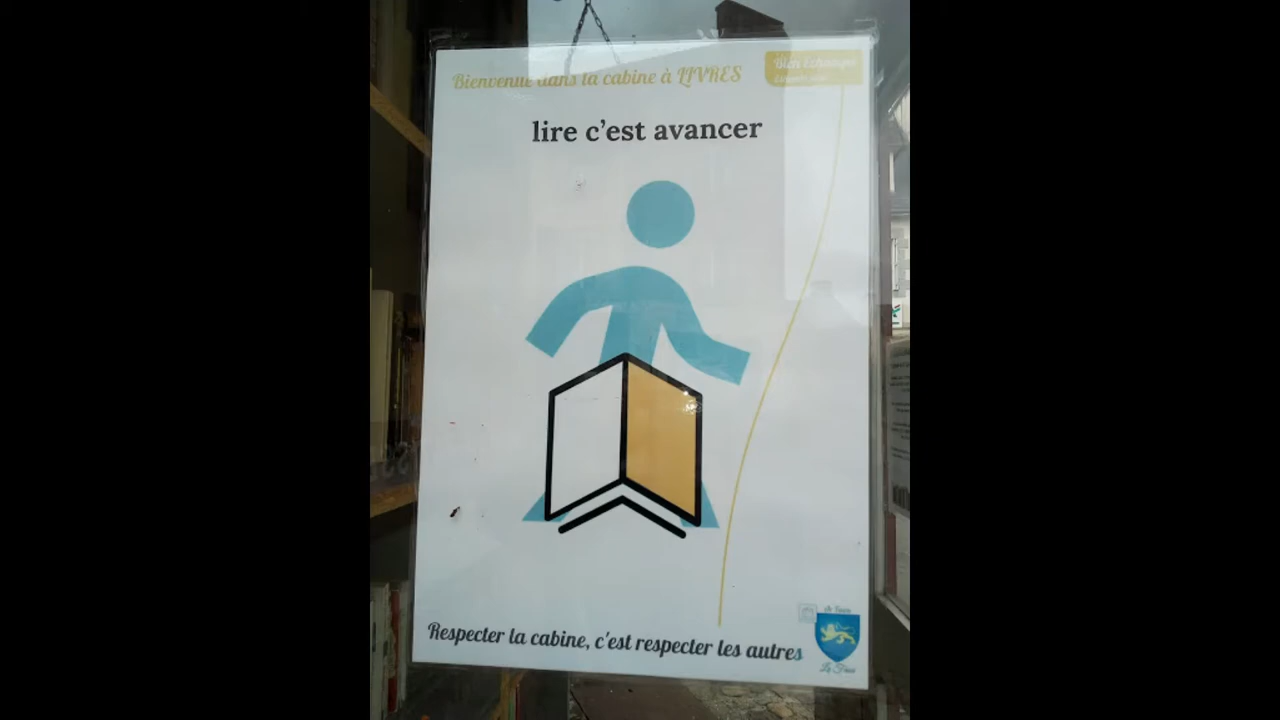 Bienvenue dans la cabine à LIVRES
lire c'est avancer
Respecter la cabine, c'est respecter les autres